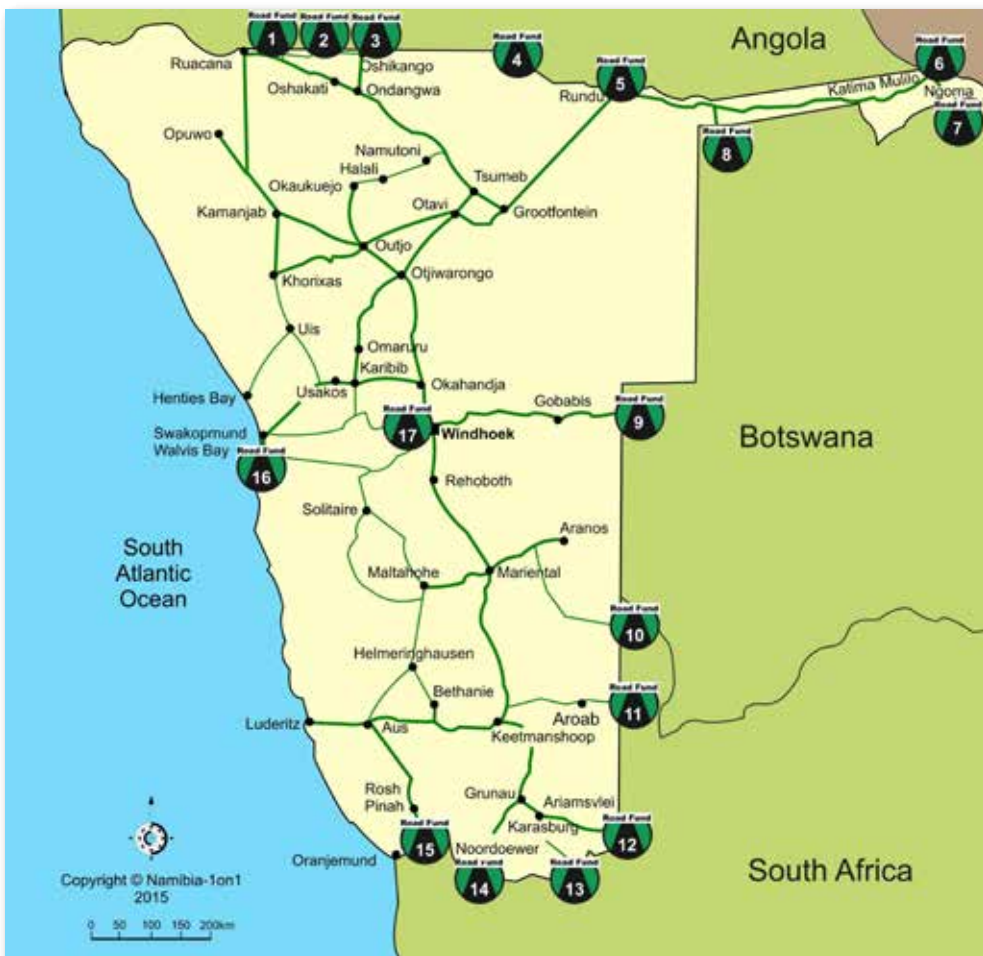 Road Fund
1
Road Fund
2
Road Fund
3
Road Fund
4
Angola
Road Fund
6
Ruacana
Oshikango
Oshakati
Ondangwa
Road Fund
5
Rundu
Katima Mulilo
Ngoma
Road Fund
7
Opuwo
Road Fund
8
Namutoni
Halali
Okaukuejo
Tsumeb
Otavi
Grootfontein
Kamanjab
Outjo
Khorixas
Otjiwarongo
Uis
Omaruru
Karibib
Usakos
Okahandja
Henties Bay
Gobabis
Road Fund
9
Road Fund
17
Windhoek
Swakopmund
Walvis Bay
Road Fund
16
Botswana
Rehoboth
Solitaire
Aranos
South
Atlantic
Ocean
Maltahohe
Mariental
Road Fund
10
Helmeringhausen
Bethanie
Road Fund
11
Luderitz
Aus
Aroab
Keetmanshoop
Rosh
Pinah
Grunau
Ariamsvlei
Karasburg
Road Fund
12
Road Fund
15
Noordoewer
Oranjemund
Road Fund
14
Road Fund
13
South Africa
Copyright © Namibia-1on1
2015
0 50 100 150 200km